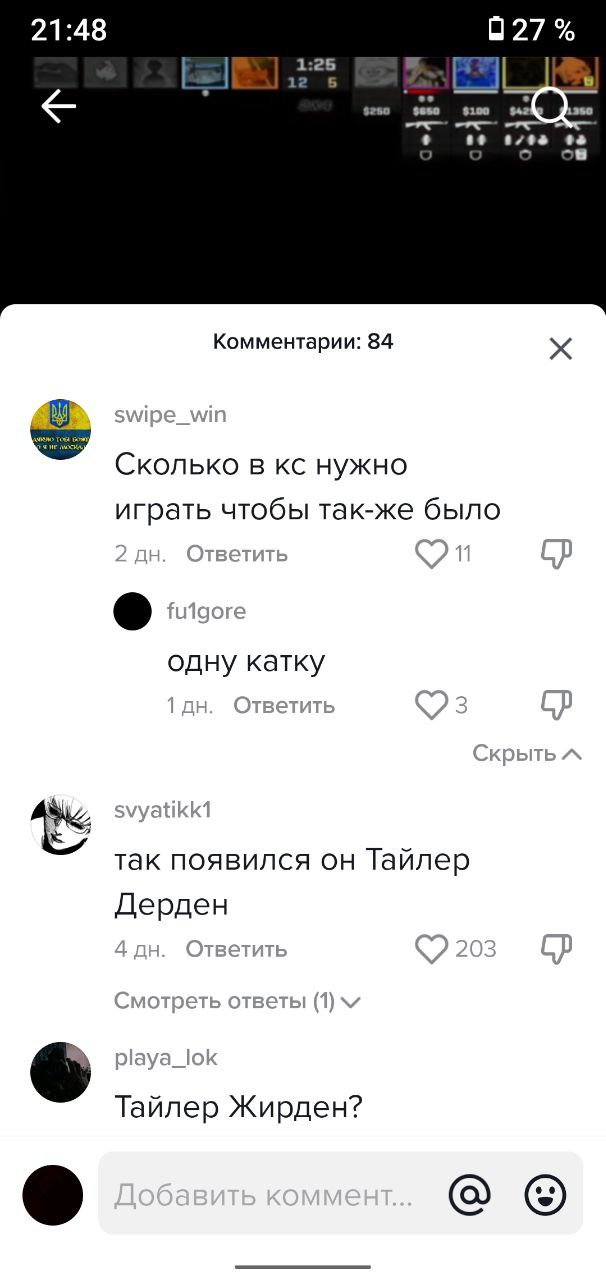 21:48 27 %
1:25
12 5
$250 $650 $100
Комментарии: 84
swipe_win
Сколько в кс нужно
играть чтобы так-же было
2 дн. Ответить 11
fu1gore
одну катку
1 дн. Ответить 3
Скрыть
svyatikk1
так появился он Тайлер
Дерден
4 дн. Ответить 203
Смотреть ответы (1)
playa_lok
Тайлер Жирден?
Добавить коммент...